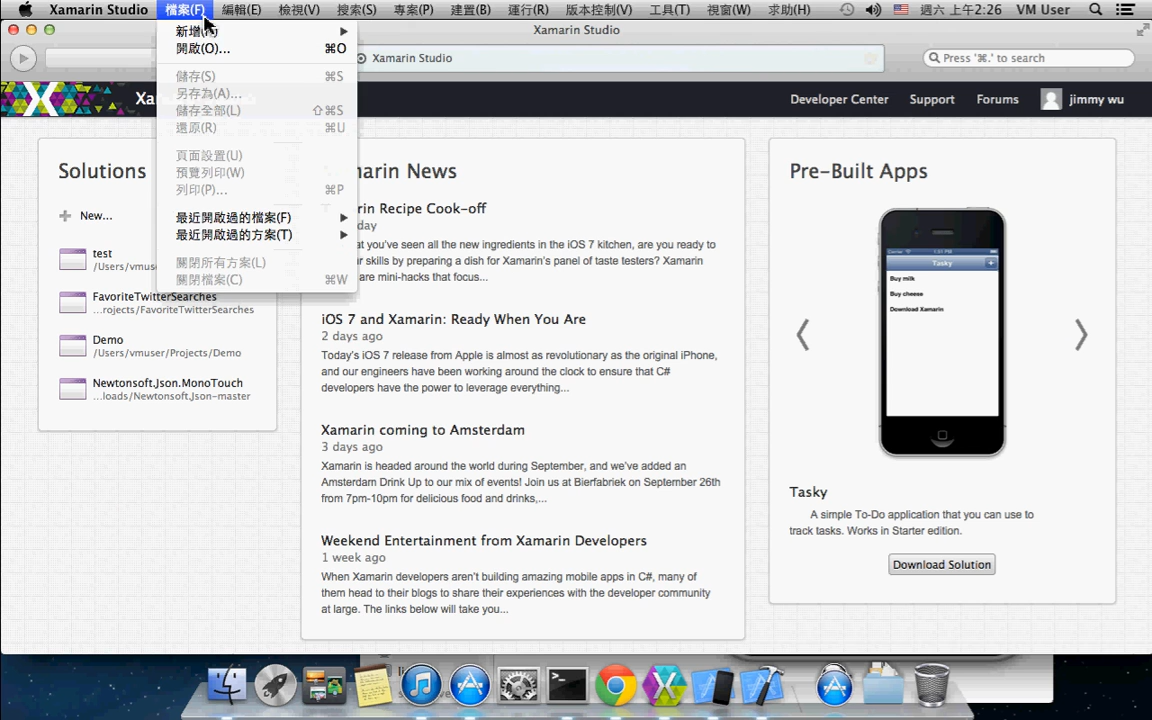 Xamarin Studio 檔案(F) 編輯(E) 檢視(V) 搜索(S) 專案(P) 建置(B) 運行(R) 版本控制(V) 工具(T) 視窗(W) 求助(H) 週六 上午2:26 VM User
Xamarin Studio
Xamarin Studio
Press '⌘.' to search
開啟(O)... ⌘O
儲存(S) ⌘S
另存為(A)...
儲存全部(L) ⇧⌘S
還原(R) ⌘U
頁面設置(U)
預覽列印(W)
列印(P)... ⌘P
最近開啟過的檔案(F)
最近開啟過的方案(T)
關閉所有方案(L)
關閉檔案(C) ⌘W
Developer Center Support Forums jimmy wu
Solutions
New...
test
/Users/vmus
FavoriteTwitterSearches
...rojects/FavoriteTwitterSearches
Demo
/Users/vmuser/Projects/Demo
Newtonsoft.Json.MonoTouch
...loads/Newtonsoft.Json-master
marin News
rin Recipe Cook-off
day
at you've seen all the new ingredients in the iOS 7 kitchen, are you ready to
r skills by preparing a dish for Xamarin's panel of taste testers? Xamarin
are mini-hacks that focus...
iOS 7 and Xamarin: Ready When You Are
2 days ago
Today's iOS 7 release from Apple is almost as revolutionary as the original iPhone,
and our engineers have been working around the clock to ensure that C#
developers have the power to leverage everything...
Xamarin coming to Amsterdam
3 days ago
Xamarin is headed around the world during September, and we've added an
Amsterdam Drink Up to our mix of events! Join us at Bierfabriek on September 26th
from 7pm-10pm for delicious food and drinks,...
Weekend Entertainment from Xamarin Developers
1 week ago
When Xamarin developers aren't building amazing mobile apps in C#, many of
them head to their blogs to share their experiences with the developer community
at large. The links below will take you...
Pre-Built Apps
Tasky
Buy milk
Buy cheese
Download Xamarin
Tasky
A simple To-Do application that you can use to
track tasks. Works in Starter edition.
Download Solution